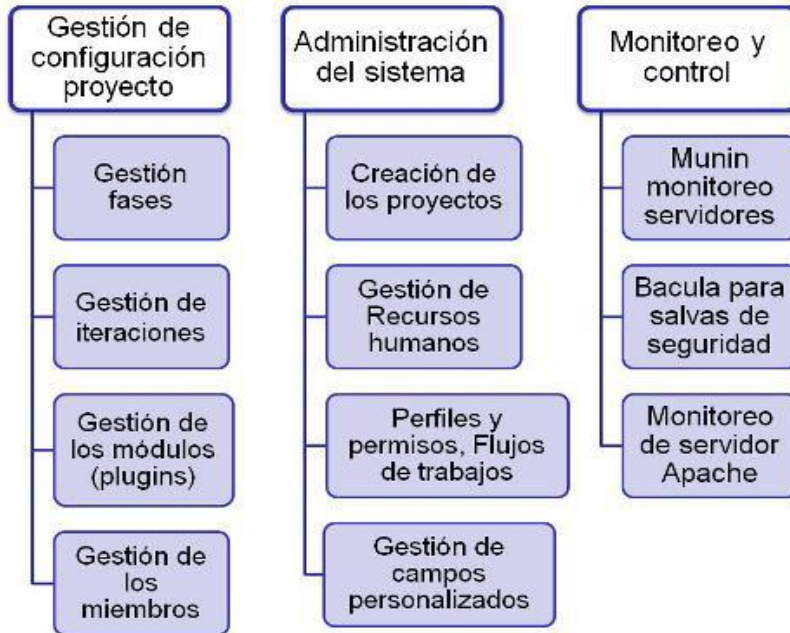 Gestión de
configuración
proyecto
Gestión
fases
Gestión de
iteraciones
Gestión de
los módulos
(plugins)
Gestión de
los
miembros
Administración
del sistema
Creación de
los proyectos
Gestión de
Recursos
humanos
Perfiles y
permisos, Flujos
de trabajos
Gestión de
campos
personalizados
Monitoreo y
control
Munin
monitoreo
servidores
Bacula para
salvas de
seguridad
Monitoreo
de servidor
Apache